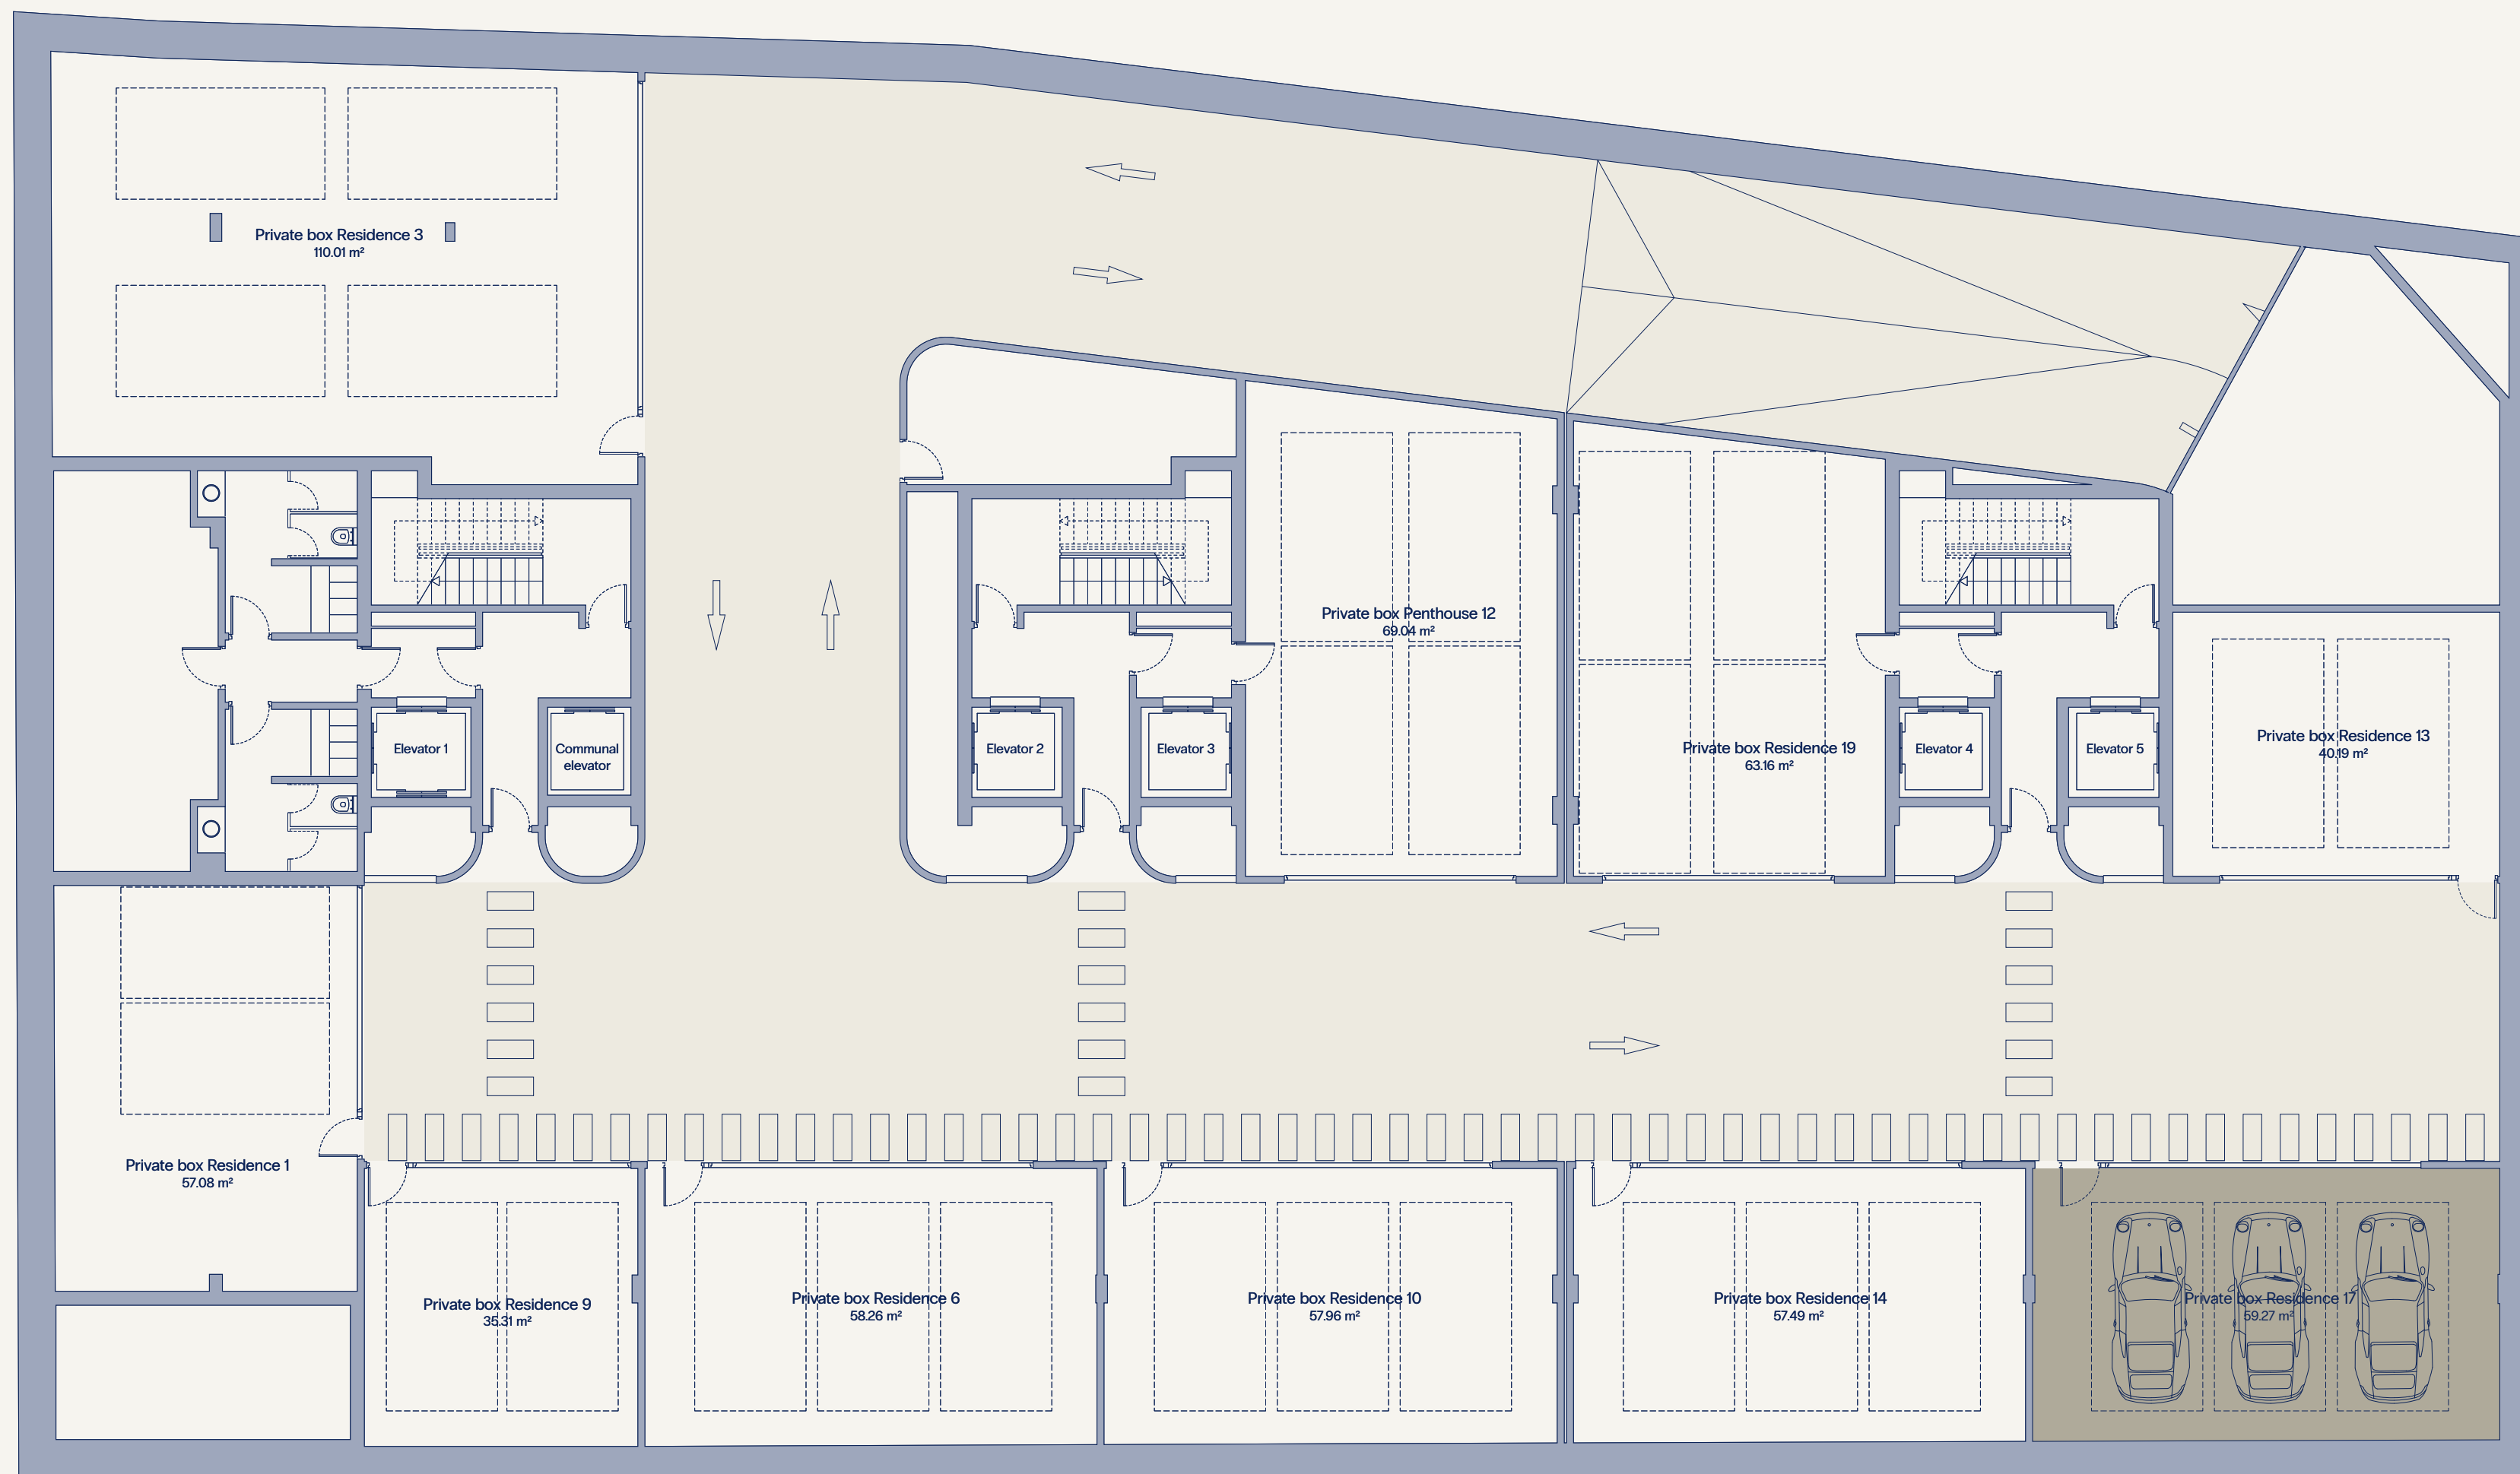 Private box Residence 3
110.01 m²
Private box Penthouse 12
69.04 m²
Private box Residence 19
63.16 m²
Private box Residence 13
40.19 m²
Elevator 1
Communal
elevator
Elevator 2
Elevator 3
Elevator 4
Elevator 5
Private box Residence 1
57.08 m²
Private box Residence 9
35.31 m²
Private box Residence 6
58.26 m²
Private box Residence 10
57.96 m²
Private box Residence 14
57.49 m²
Private box Residence 17
59.27 m²